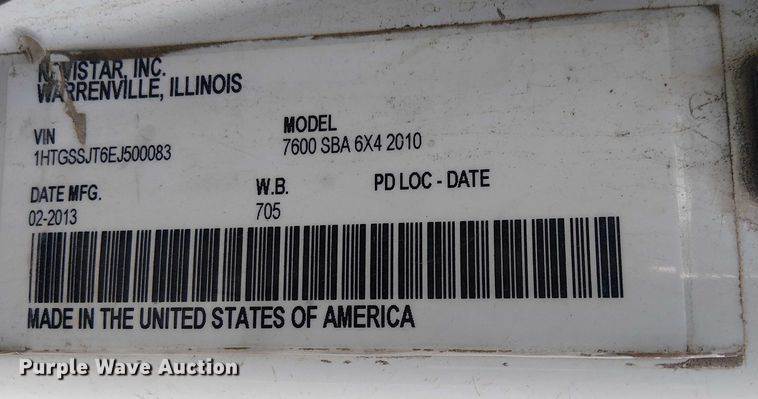 NAVISTAR, INC.
WARRENVILLE, ILLINOIS
VIN
1HTGSSJT6EJ500083
MODEL
7600 SBA 6X4 2010
DATE MFG.
02-2013
W.B.
705
PD LOC - DATE
MADE IN THE UNITED STATES OF AMERICA
Purple Wave Auction